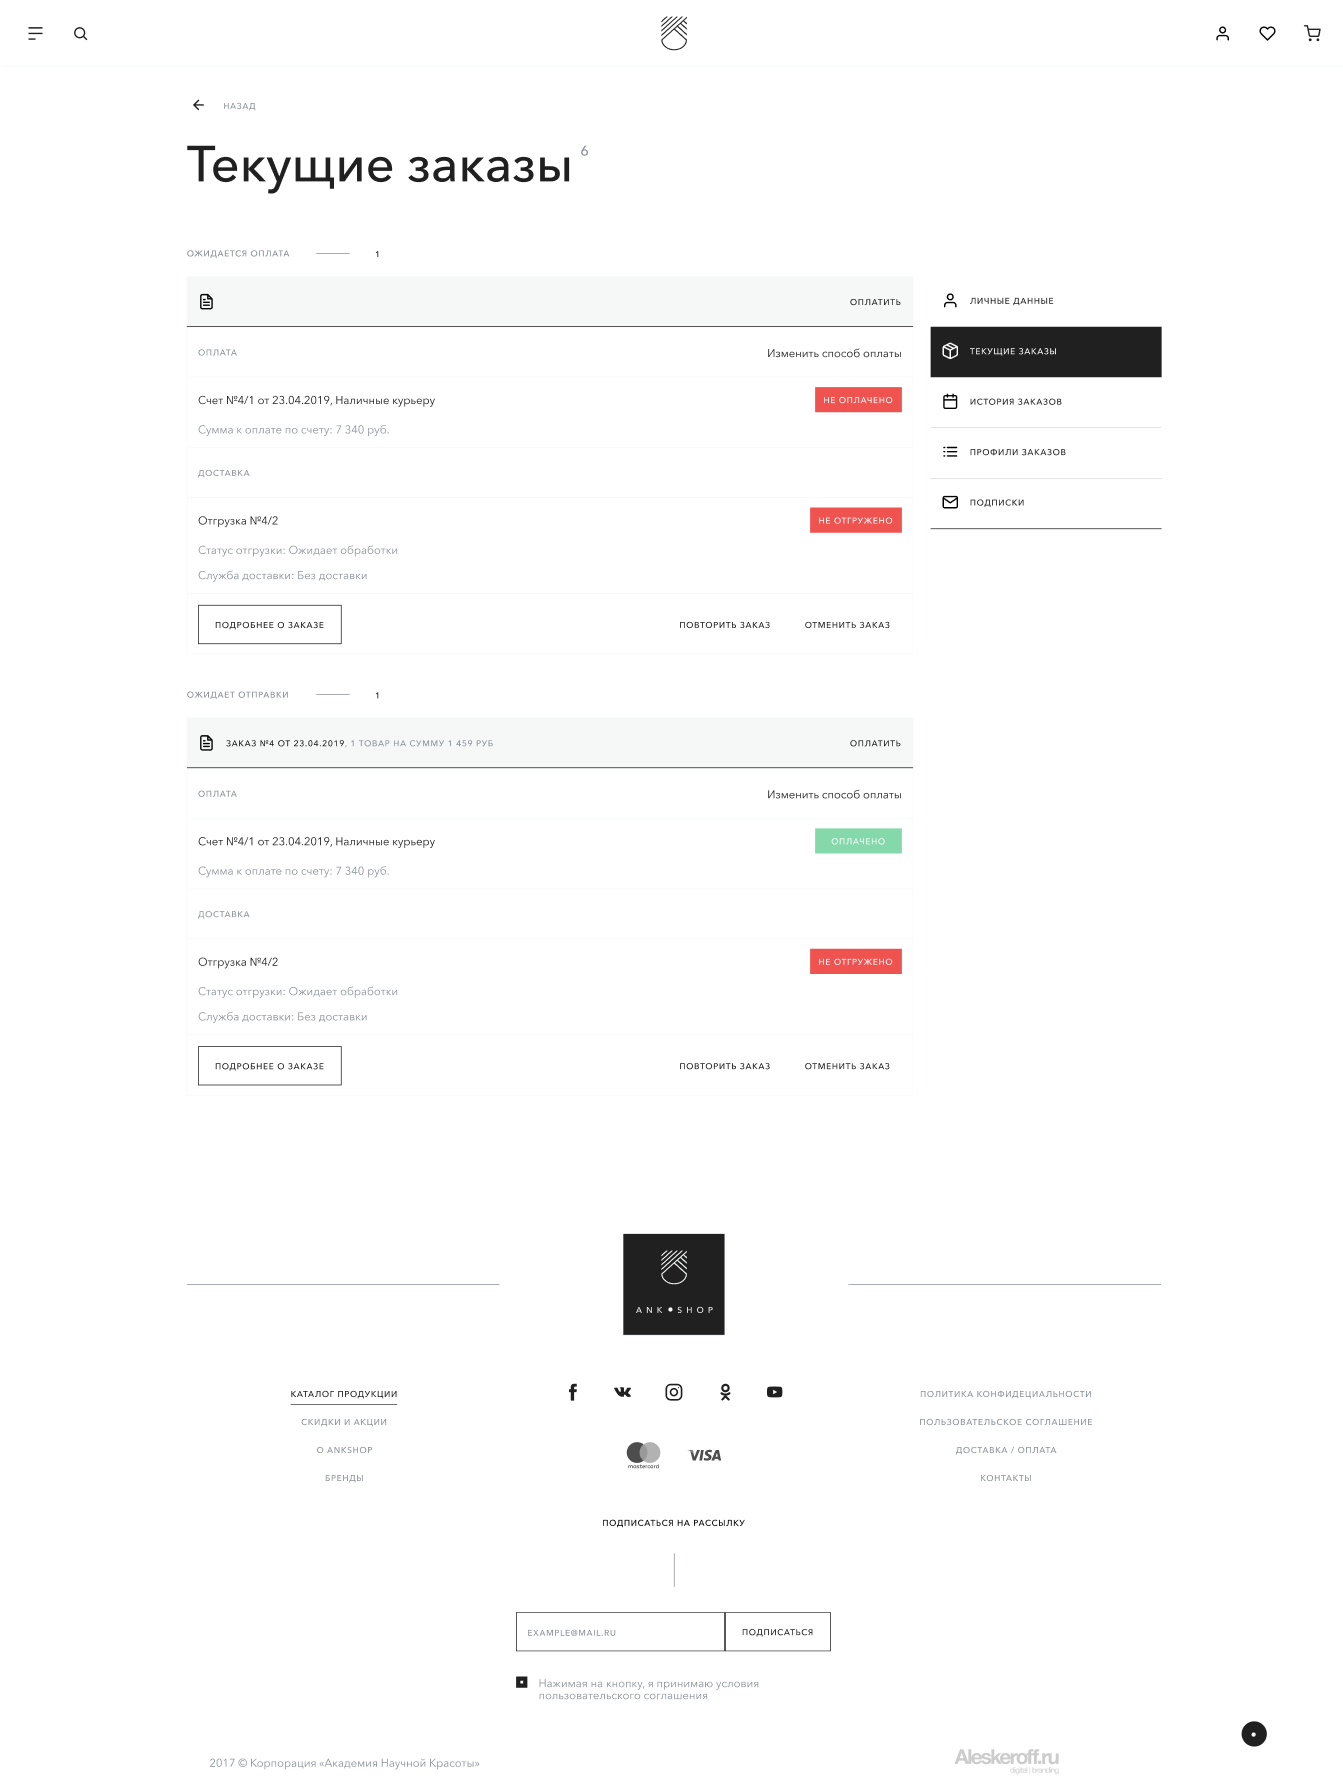 НАЗАД
Текущие заказы 6
ОЖИДАЕТСЯ ОПЛАТА 1
ОПЛАТИТЬ
ОПЛАТА Изменить способ оплаты
Счет №4/1 от 23.04.2019, Наличные курьеру НЕ ОПЛАЧЕНО
Сумма к оплате по счету: 7 340 руб.
ДОСТАВКА
Отгрузка №4/2 НЕ ОТГРУЖЕНО
Статус отгрузки: Ожидает обработки
Служба доставки: Без доставки
ПОДРОБНЕЕ О ЗАКАЗЕ ПОВТОРИТЬ ЗАКАЗ ОТМЕНИТЬ ЗАКАЗ
ЛИЧНЫЕ ДАННЫЕ
ТЕКУЩИЕ ЗАКАЗЫ
ИСТОРИЯ ЗАКАЗОВ
ПРОФИЛИ ЗАКАЗОВ
ПОДПИСКИ
ОЖИДАЕТ ОТПРАВКИ 1
ЗАКАЗ №4 ОТ 23.04.2019, 1 ТОВАР НА СУММУ 1 459 РУБ ОПЛАТИТЬ
ОПЛАТА Изменить способ оплаты
Счет №4/1 от 23.04.2019, Наличные курьеру ОПЛАЧЕНО
Сумма к оплате по счету: 7 340 руб.
ДОСТАВКА
Отгрузка №4/2 НЕ ОТГРУЖЕНО
Статус отгрузки: Ожидает обработки
Служба доставки: Без доставки
ПОДРОБНЕЕ О ЗАКАЗЕ ПОВТОРИТЬ ЗАКАЗ ОТМЕНИТЬ ЗАКАЗ
ANK•SHOP
КАТАЛОГ ПРОДУКЦИИ
СКИДКИ И АКЦИИ
О ANKSHOP
БРЕНДЫ
mastercard VISA
ПОЛИТИКА КОНФИДЕЦИАЛЬНОСТИ
ПОЛЬЗОВАТЕЛЬСКОЕ СОГЛАШЕНИЕ
ДОСТАВКА / ОПЛАТА
КОНТАКТЫ
ПОДПИСАТЬСЯ НА РАССЫЛКУ
EXAMPLE@MAIL.RU ПОДПИСАТЬСЯ
Нажимая на кнопку, я принимаю условия
пользовательского соглашения
2017 © Корпорация «Академия Научной Красоты»
Aleskeroff.ru
digital | branding